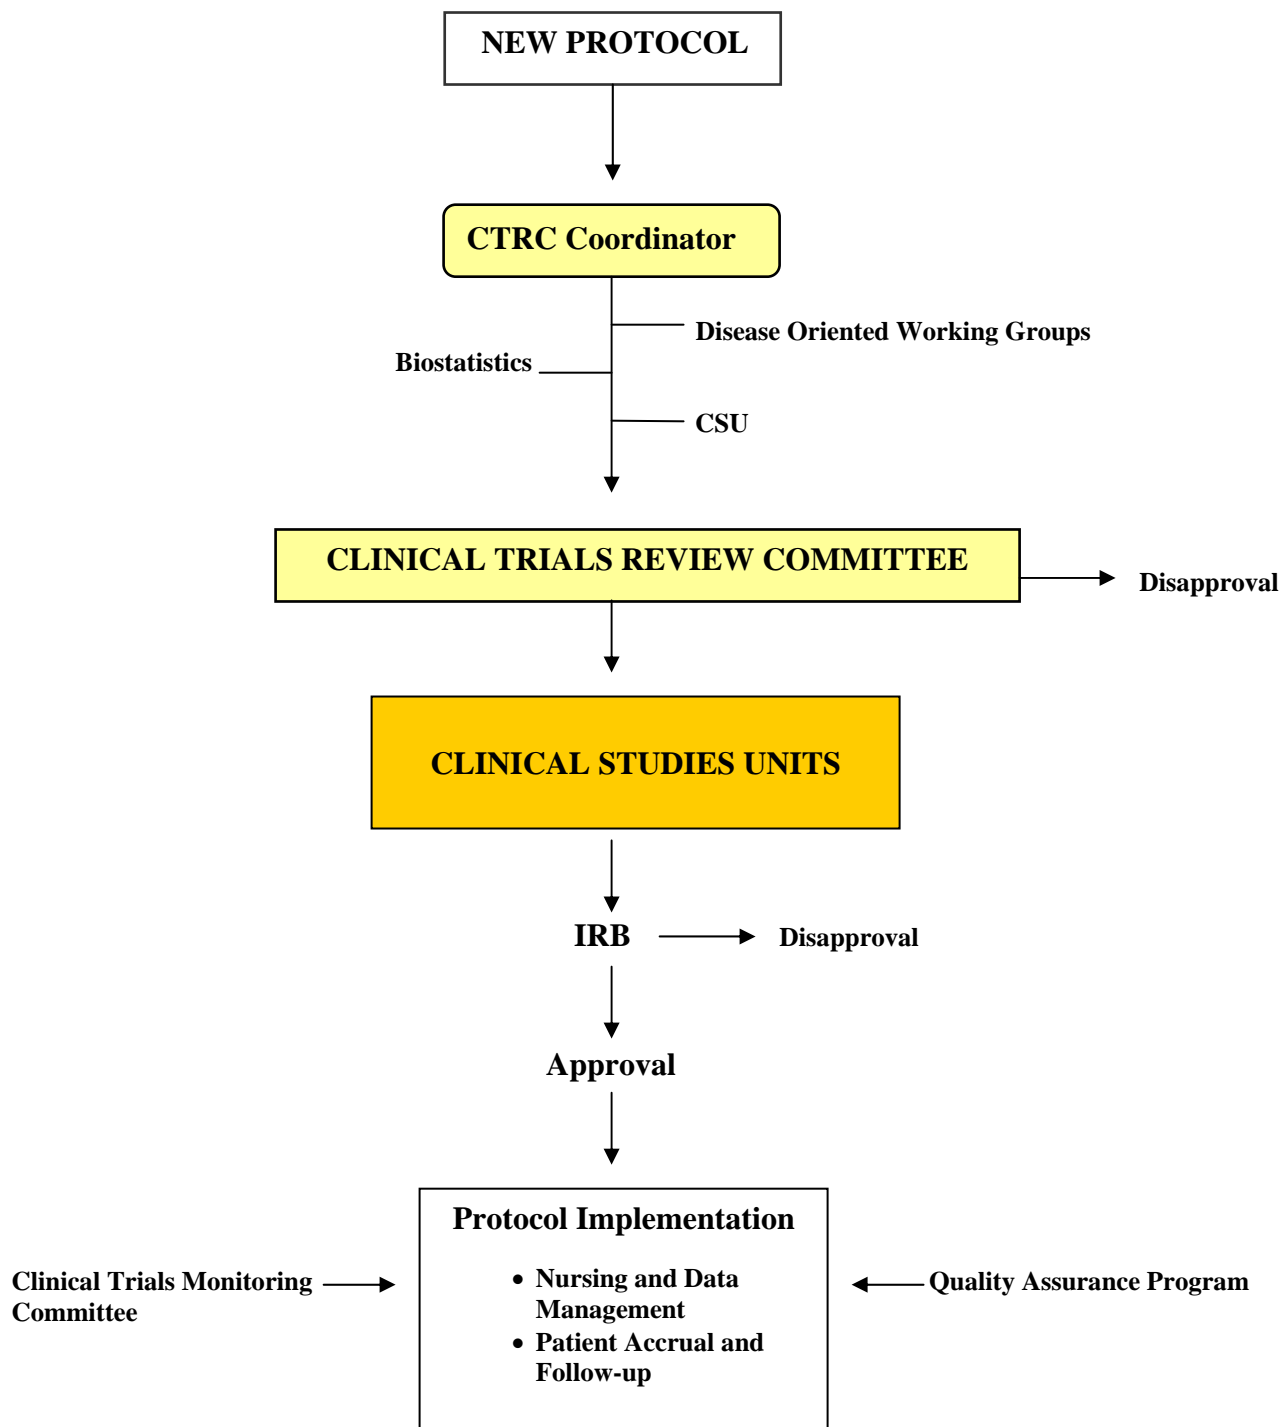 NEW PROTOCOL
CTRC Coordinator
Disease Oriented Working Groups
Biostatistics
CSU
CLINICAL TRIALS REVIEW COMMITTEE
Disapproval
CLINICAL STUDIES UNITS
IRB
Disapproval
Approval
Protocol Implementation
• Nursing and Data
Management
• Patient Accrual and
Follow-up
Clinical Trials Monitoring
Committee
Quality Assurance Program